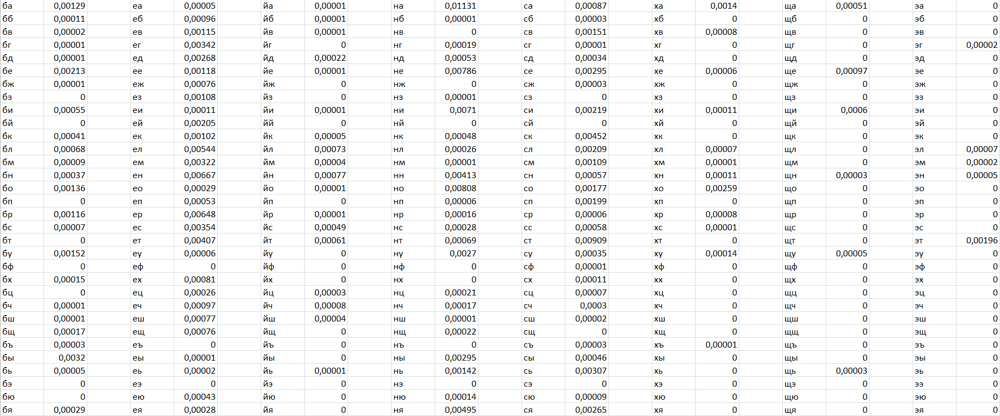 ба 0,00129 еа 0,00005 йа 0,00001 на 0,01131 са 0,00087 ха 0,0014 ща 0,00051 эа 0
бб 0,00011 еб 0,00096 йб 0,00001 нб 0,00001 сб 0,00003 хб 0 щб 0 эб 0
бв 0,00002 ев 0,00115 йв 0,00001 нв 0 св 0,00151 хв 0,00008 щв 0 эв 0
бг 0,00001 ег 0,00342 йг 0 нг 0,00019 сг 0,00001 хг 0 щг 0 эг 0,00002
бд 0,00001 ед 0,00268 йд 0,00022 нд 0,00053 сд 0,00034 хд 0 щд 0 эд 0
бе 0,00213 ее 0,00118 йе 0,00001 не 0,00786 се 0,00295 хе 0,00006 ще 0,00097 эе 0
бж 0,00001 еж 0,00076 йж 0 нж 0 сж 0,00003 хж 0 щж 0 эж 0
бз 0 ез 0,00108 йз 0 нз 0,00001 сз 0 хз 0 щз 0 эз 0
би 0,00055 еи 0,00011 йи 0,00001 ни 0,0071 си 0,00219 хи 0,00011 щи 0,0006 эи 0
бй 0 ей 0,00205 йй 0 нй 0 сй 0 хй 0 щй 0 эй 0
бк 0,00041 ек 0,00102 йк 0,00005 нк 0,00048 ск 0,00452 хк 0 щк 0 эк 0
бл 0,00068 ел 0,00544 йл 0,00073 нл 0,00026 сл 0,00209 хл 0,00007 щл 0 эл 0,00007
бм 0,00009 ем 0,00322 йм 0,00004 нм 0,00001 см 0,00109 хм 0,00001 щм 0 эм 0,00002
бн 0,00037 ен 0,00667 йн 0,00077 нн 0,00413 сн 0,00057 хн 0,00011 щн 0,00003 эн 0,00005
бо 0,00136 ео 0,00029 йо 0,00001 но 0,00808 со 0,00177 хо 0,00259 що 0 эо 0
бп 0 еп 0,00053 йп 0 нп 0,00006 сп 0,00199 хп 0 щп 0 эп 0
бр 0,00116 ер 0,00648 йр 0,00001 нр 0,00016 ср 0,00006 хр 0,00008 щр 0 эр 0
бс 0,00007 ес 0,00354 йс 0,00049 нс 0,00028 сс 0,00058 хс 0,00001 щс 0 эс 0
бт 0 ет 0,00407 йт 0,00061 нт 0,00069 ст 0,00909 хт 0 щт 0 эт 0,00196
бу 0,00152 еу 0,00006 йу 0 ну 0,0027 су 0,00035 ху 0,00014 щу 0,00005 эу 0
бф 0 еф 0 йф 0 нф 0 сф 0,00001 хф 0 щф 0 эф 0
бх 0,00015 ех 0,00081 йх 0 нх 0 сх 0,00011 хх 0 щх 0 эх 0
бц 0 ец 0,00026 йц 0,00003 нц 0,00021 сц 0,00007 хц 0 щц 0 эц 0
бч 0,00001 еч 0,00097 йч 0,00008 нч 0,00017 сч 0,0003 хч 0 щч 0 эч 0
бш 0,00001 еш 0,00077 йш 0,00004 нш 0,00001 сш 0,00002 хш 0 щш 0 эш 0
бщ 0,00017 ещ 0,00076 йщ 0 нщ 0,00022 сщ 0 хщ 0 щщ 0 эщ 0
бъ 0,00003 еъ 0 йъ 0 нъ 0 съ 0,00003 хъ 0,00001 щъ 0 эъ 0
бы 0,0032 еы 0,00001 йы 0 ны 0,00295 сы 0,00046 хы 0 щы 0 эы 0
бь 0,00005 еь 0,00002 йь 0,00001 нь 0,00142 сь 0,00307 хь 0 щь 0,00003 эь 0
бэ 0 еэ 0 йэ 0 нэ 0 сэ 0 хэ 0 щэ 0 ээ 0
бю 0 ею 0,00043 йю 0 ню 0,00014 сю 0,00009 хю 0 щю 0 эю 0
бя 0,00029 ея 0,00028 йя 0 ня 0,00495 ся 0,00265 хя 0 щя 0 эя 0